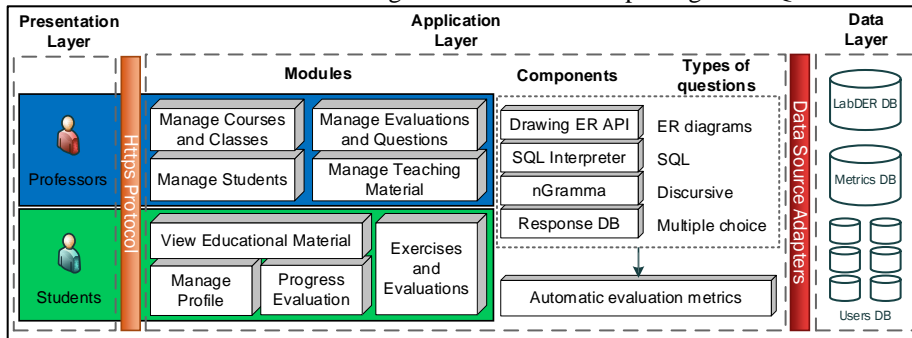 Presentation
Layer
Application
Layer
Data
Layer
Modules
Components
Types of
questions
Professors
Students
Https Protocol
Manage Courses
and Classes
Manage Evaluations
and Questions
Manage Students
Manage Teaching
Material
View Educational Material
Manage
Profile
Progress
Evaluation
Exercises
and
Evaluations
Drawing ER API
ER diagrams
SQL Interpreter
SQL
nGramma
Discursive
Response DB
Multiple choice
Automatic evaluation metrics
Data Source Adapters
LabDER DB
Metrics DB
Users DB